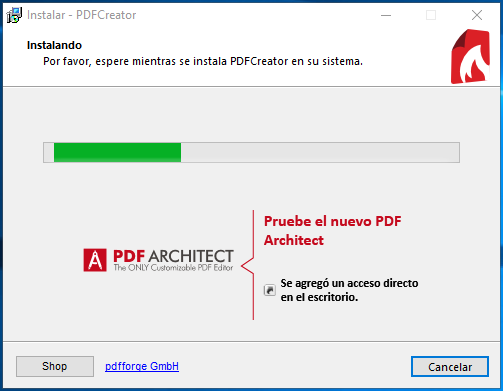 Instalar - PDFCreator
Instalando
Por favor, espere mientras se instala PDFCreator en su sistema.
Pruebe el nuevo PDF
Architect
A PDF ARCHITECT
The ONLY Customizable PDF Editor
Se agregó un acceso directo
en el escritorio.
Shop
pdfforge GmbH
Cancelar